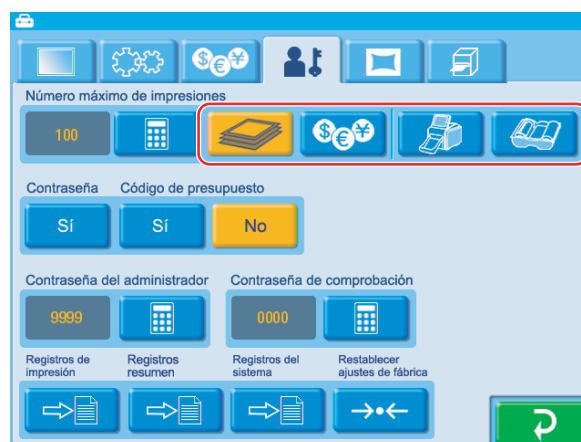 Número máximo de impresiones
100
Contraseña Código de presupuesto
Sí Sí No
Contraseña del administrador Contraseña de comprobación
9999 0000
Registros de impresión
Registros resumen
Registros del sistema
Restablecer ajustes de fábrica